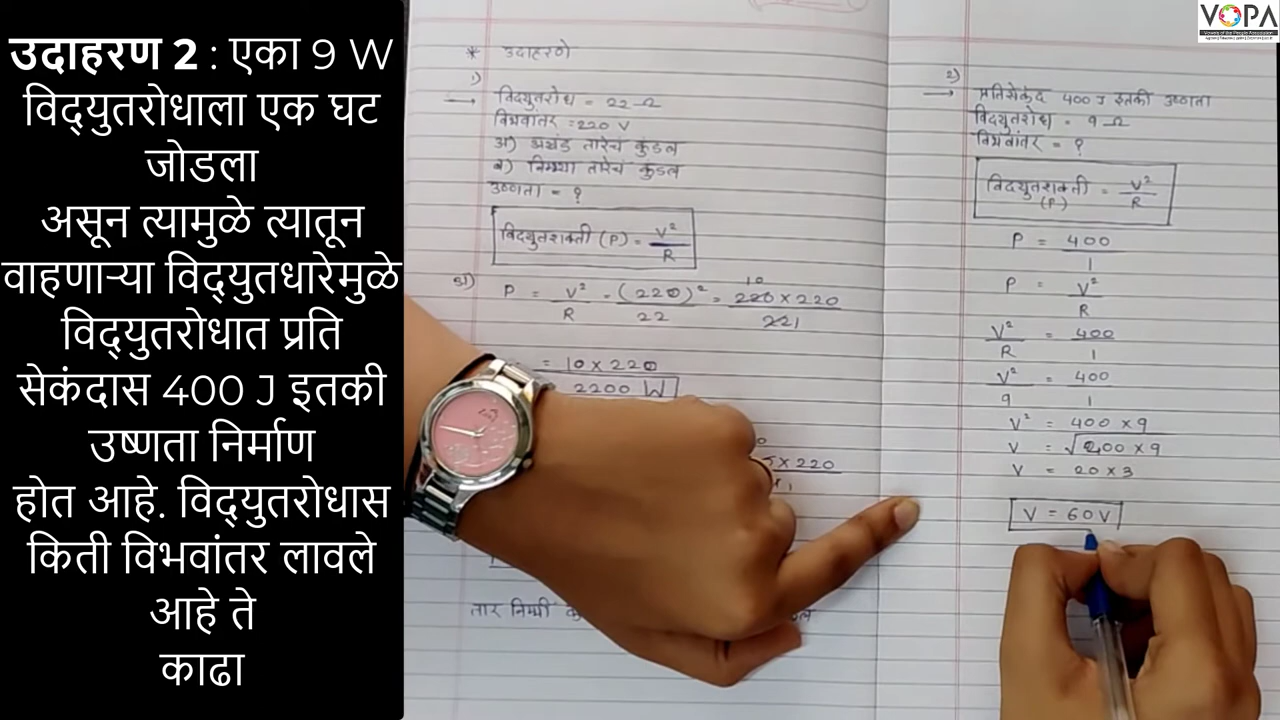 उदाहरण 2 : एका 9 W
विद्युतरोधाला एक घट
जोडला
असून त्यामुळे त्यातून
वाहणाऱ्या विद्युतधारेमुळे
विद्युतरोधात प्रति
सेकंदास 400 J इतकी
उष्णता निर्माण
होत आहे. विद्युतरोधास
किती विभवांतर लावले
आहे ते
काढा
VOPA
* उदाहरणे
1)
→ विद्युतरोध = 22 Ω
विभवांतर = 220 V
अ) अखंड तारेचे कुंडल
ब) निम्म्या तारेचे कुंडल
उष्णता = ?
विद्युतशक्ती (P) = V²
R
अ) P = V² = (220)² = 220 × 220
R 22 22 1
10
= 10 × 220
2200 W
× 220
तार निम्मी
2)
→ प्रतिसेकंद 400 J इतकी उष्णता
विद्युतरोध = 9 Ω
विभवांतर = ?
विद्युतशक्ती = V²
(P) R
P = 400
1
P = V²
R
V² = 400
R 1
V² = 400
9 1
V² = 400 × 9
V = √400 × 9
V = 20 × 3
V = 60 V